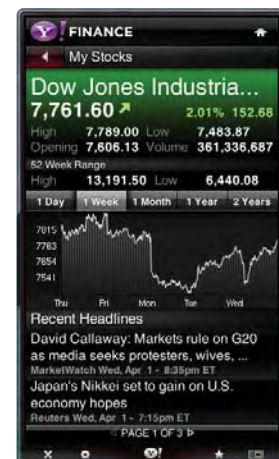 Y! FINANCE
My Stocks
Dow Jones Industria...
7,761.60 2.01% 152.68
High 7,789.00 Low 7,483.87
Opening 7,606.13 Volume 361,336,687
52 Week Range
High 13,191.50 Low 6,440.08
1 Day 1 Week 1 Month 1 Year 2 Years
7815
7763
7654
7541
Thu Fri Mon Tue Wed
Recent Headlines
David Callaway: Markets rule on G20
as media seeks protesters, wives, ...
MarketWatch Wed, Apr 1 - 8:35pm ET
Japan's Nikkei set to gain on U.S.
economy hopes
Reuters Wed, Apr 1 - 7:15pm ET
PAGE 1 OF 3
Y!